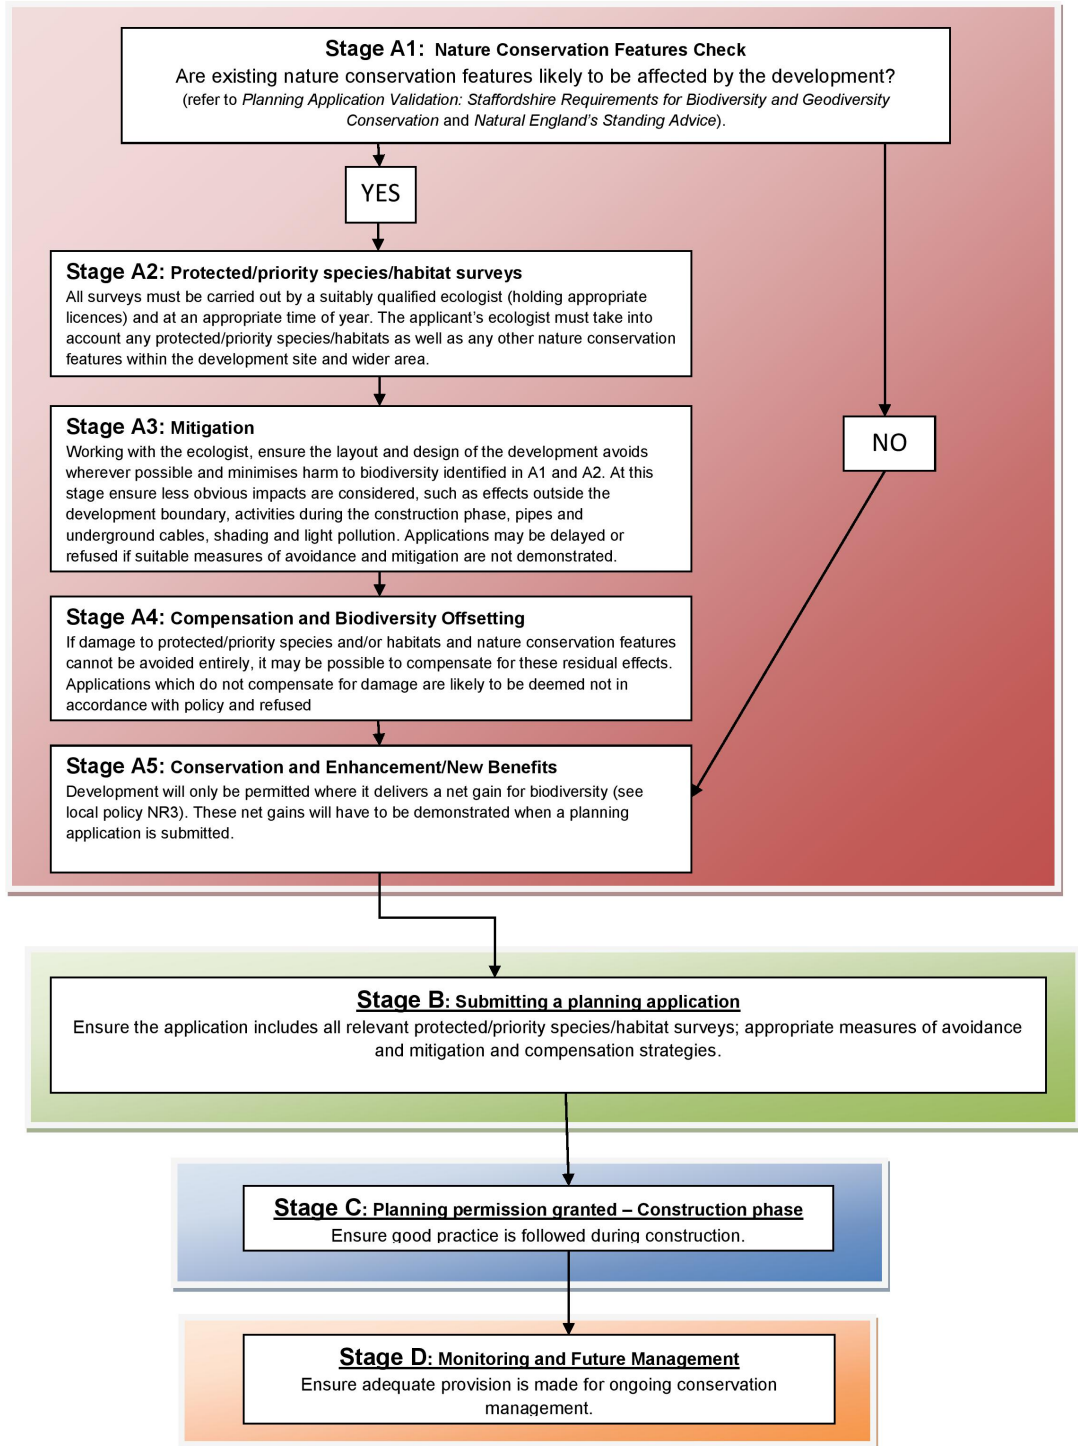 Stage A1: Nature Conservation Features Check
Are existing nature conservation features likely to be affected by the development?
(refer to Planning Application Validation: Staffordshire Requirements for Biodiversity and Geodiversity
Conservation and Natural England's Standing Advice).
YES
Stage A2: Protected/priority species/habitat surveys
All surveys must be carried out by a suitably qualified ecologist (holding appropriate
licences) and at an appropriate time of year. The applicant's ecologist must take into
account any protected/priority species/habitats as well as any other nature conservation
features within the development site and wider area.
Stage A3: Mitigation
Working with the ecologist, ensure the layout and design of the development avoids
wherever possible and minimises harm to biodiversity identified in A1 and A2. At this
stage ensure less obvious impacts are considered, such as effects outside the
development boundary, activities during the construction phase, pipes and
underground cables, shading and light pollution. Applications may be delayed or
refused if suitable measures of avoidance and mitigation are not demonstrated.
NO
Stage A4: Compensation and Biodiversity Offsetting
If damage to protected/priority species and/or habitats and nature conservation features
cannot be avoided entirely, it may be possible to compensate for these residual effects.
Applications which do not compensate for damage are likely to be deemed not in
accordance with policy and refused
Stage A5: Conservation and Enhancement/New Benefits
Development will only be permitted where it delivers a net gain for biodiversity (see
local policy NR3). These net gains will have to be demonstrated when a planning
application is submitted.
Stage B: Submitting a planning application
Ensure the application includes all relevant protected/priority species/habitat surveys; appropriate measures of avoidance
and mitigation and compensation strategies.
Stage C: Planning permission granted – Construction phase
Ensure good practice is followed during construction.
Stage D: Monitoring and Future Management
Ensure adequate provision is made for ongoing conservation
management.